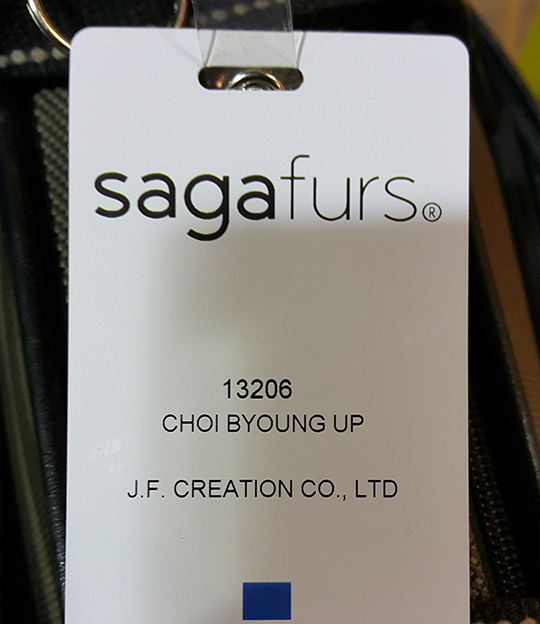 sagafurs®
13206
CHOI BYOUNG UP
J.F. CREATION CO., LTD